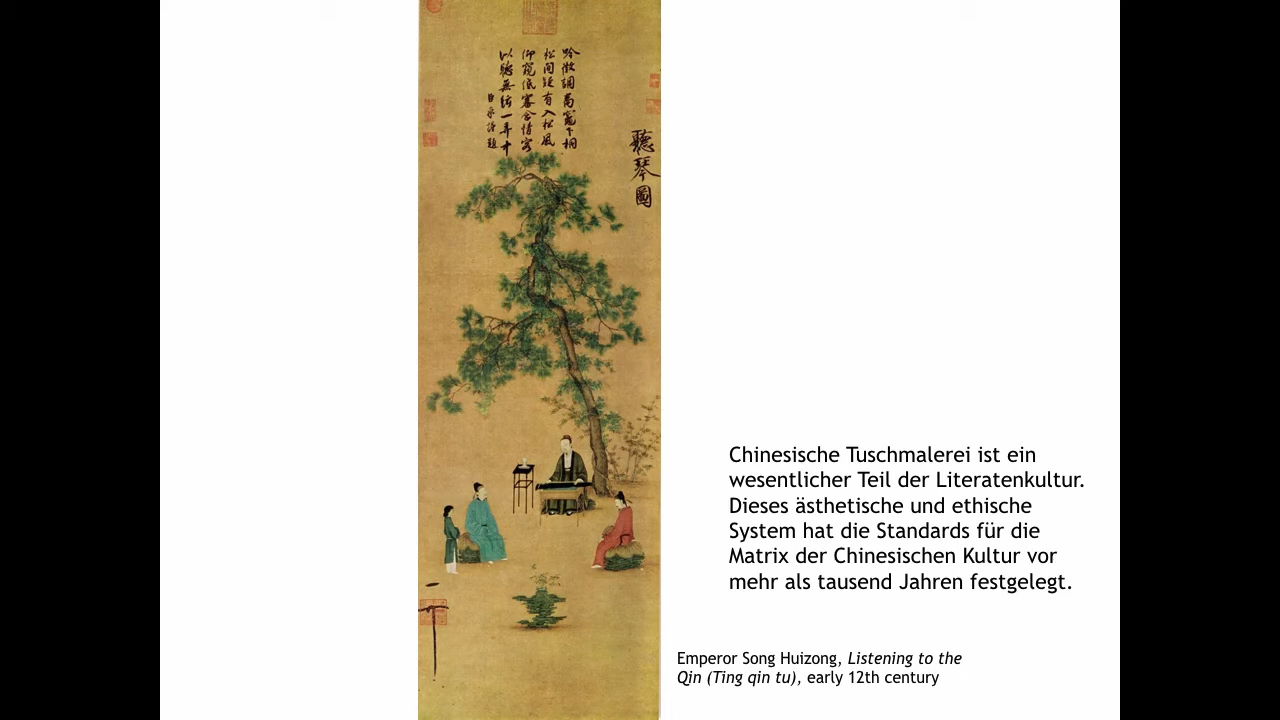 聽琴圖
吟徵調商竈下桐
松間疑有入松風
仰窺低審含情客
以聽無絃一弄中
臣京謹題
Chinesische Tuschmalerei ist ein
wesentlicher Teil der Literatenkultur.
Dieses ästhetische und ethische
System hat die Standards für die
Matrix der Chinesischen Kultur vor
mehr als tausend Jahren festgelegt.
Emperor Song Huizong, Listening to the
Qin (Ting qin tu), early 12th century